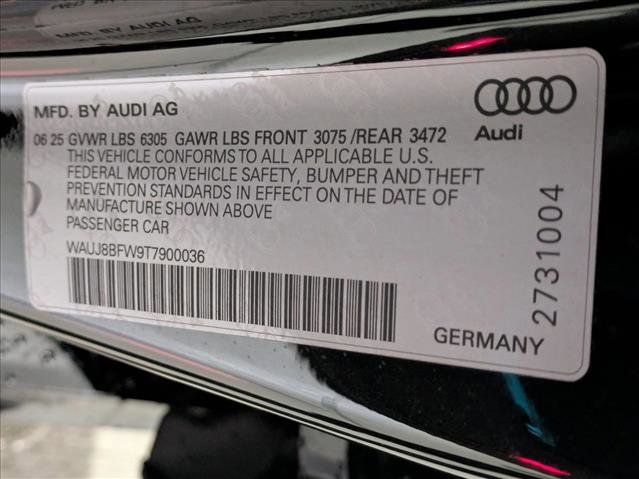 MFD. BY AUDI AG
Audi
06 25 GVWR LBS 6305 GAWR LBS FRONT 3075 /REAR 3472
THIS VEHICLE CONFORMS TO ALL APPLICABLE U.S.
FEDERAL MOTOR VEHICLE SAFETY, BUMPER AND THEFT
PREVENTION STANDARDS IN EFFECT ON THE DATE OF
MANUFACTURE SHOWN ABOVE
PASSENGER CAR
WAUJ8BFW9T7900036
GERMANY
2731004